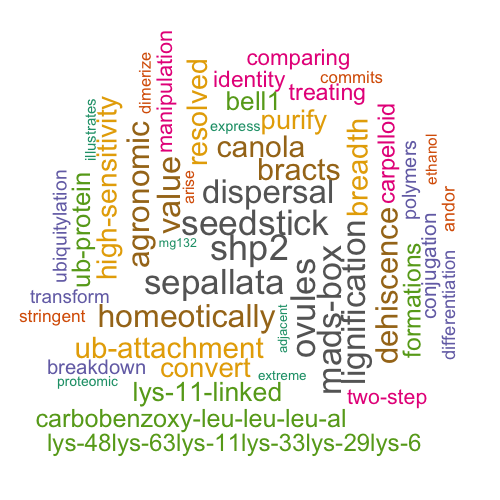 comparing
manipulation
dimerize
resolved
identity
commits
treating
bell1
illustrates
high-sensitivity
agronomic
value
arise
express
purify
canola
bracts
breadth
carpelloid
polymers
ethanol
andor
ubiquitylation
ub-protein
dispersal
seedstick
mg132
shp2
sepallata
ovules
mads-box
lignification
dehiscence
formations
conjugation
differentiation
transform
stringent
homeotically
adjacent
ub-attachment
breakdown
convert
proteomic
extreme
lys-11-linked
two-step
carbobenzoxy-leu-leu-leu-al
lys-48lys-63lys-11lys-33lys-29lys-6